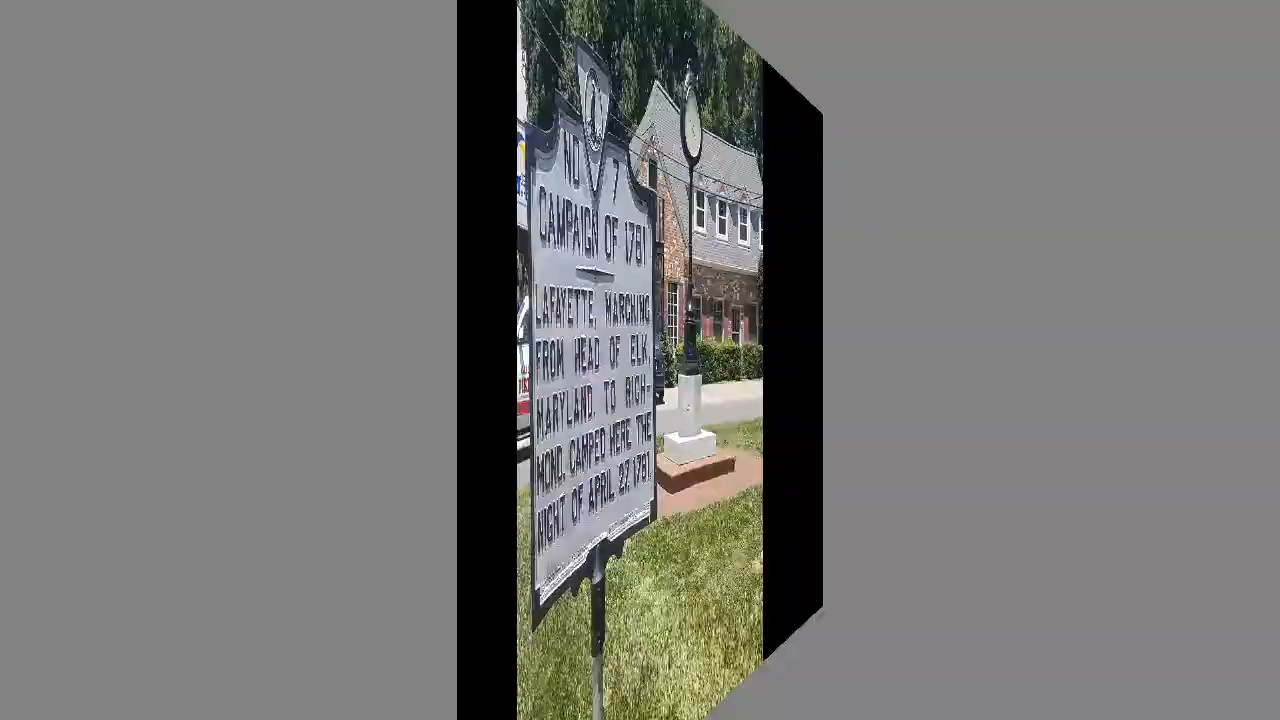 ND 7
CAMPAIGN OF 1781
LAFAYETTE, MARCHING
FROM HEAD OF ELK,
MARYLAND, TO RICH-
MOND, CAMPED HERE THE
NIGHT OF APRIL 27, 1781.